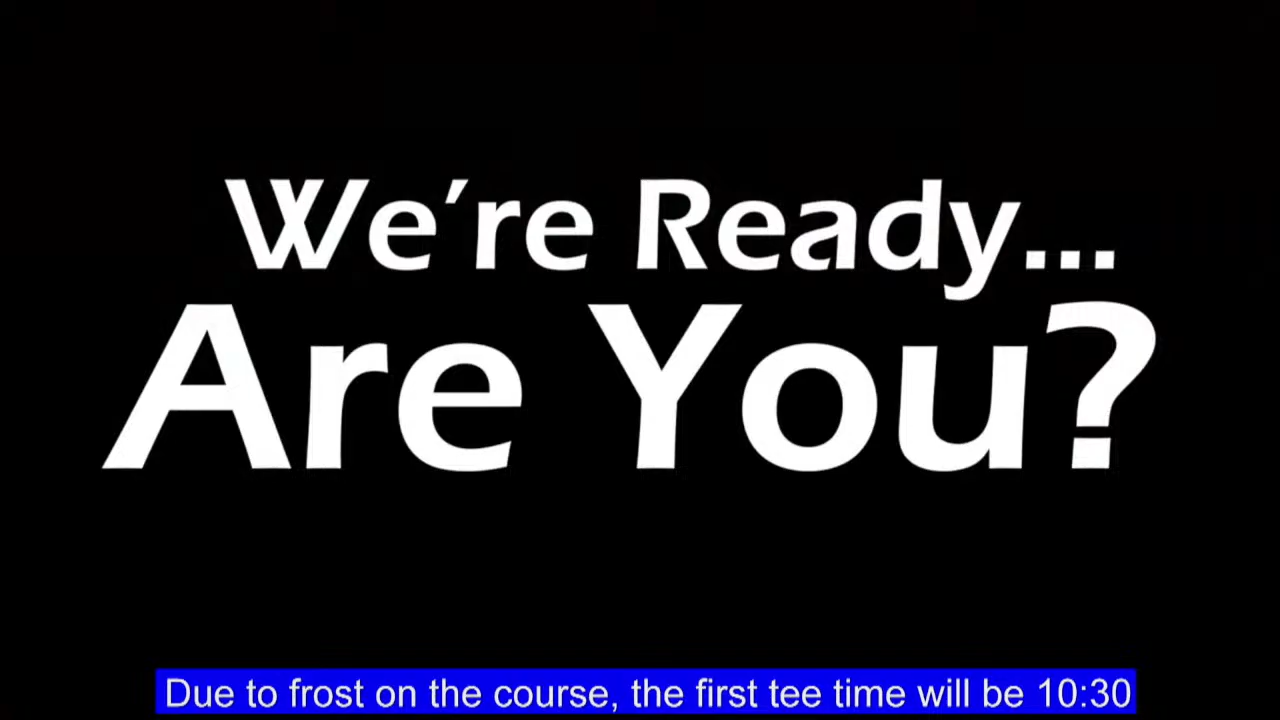 We’re Ready...
Are You?
Due to frost on the course, the first tee time will be 10:30